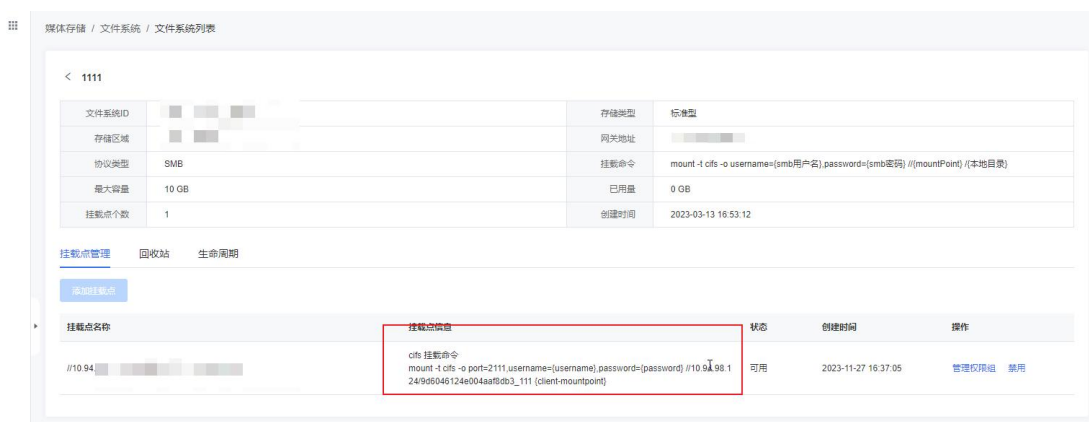 媒体存储 / 文件系统 / 文件系统列表
< 1111
文件系统ID
存储类型 标准型
存储区域
网关地址
协议类型 SMB
挂载命令 mount -t cifs -o username={smb用户名},password={smb密码} //{mountPoint} /{本地目录}
最大容量 10 GB
已用量 0 GB
挂载点个数 1
创建时间 2023-03-13 16:53:12
挂载点管理 回收站 生命周期
添加挂载点
挂载点名称 挂载点信息 状态 创建时间 操作
cifs 挂载命令
//10.94. mount -t cifs -o port=2111,username={username},password={password} //10.94.98.1 可用 2023-11-27 16:37:05 管理权限组 禁用
24/9d6046124e004aaf8db3_111 {client-mountpoint}